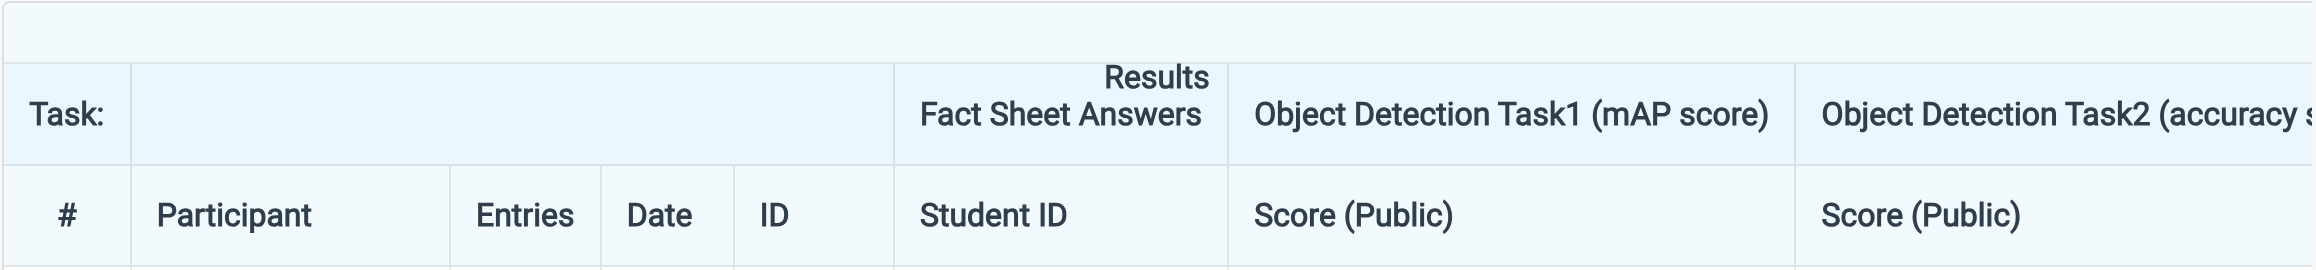 Results
Task: Fact Sheet Answers Object Detection Task1 (mAP score) Object Detection Task2 (accuracy
# Participant Entries Date ID Student ID Score (Public) Score (Public)